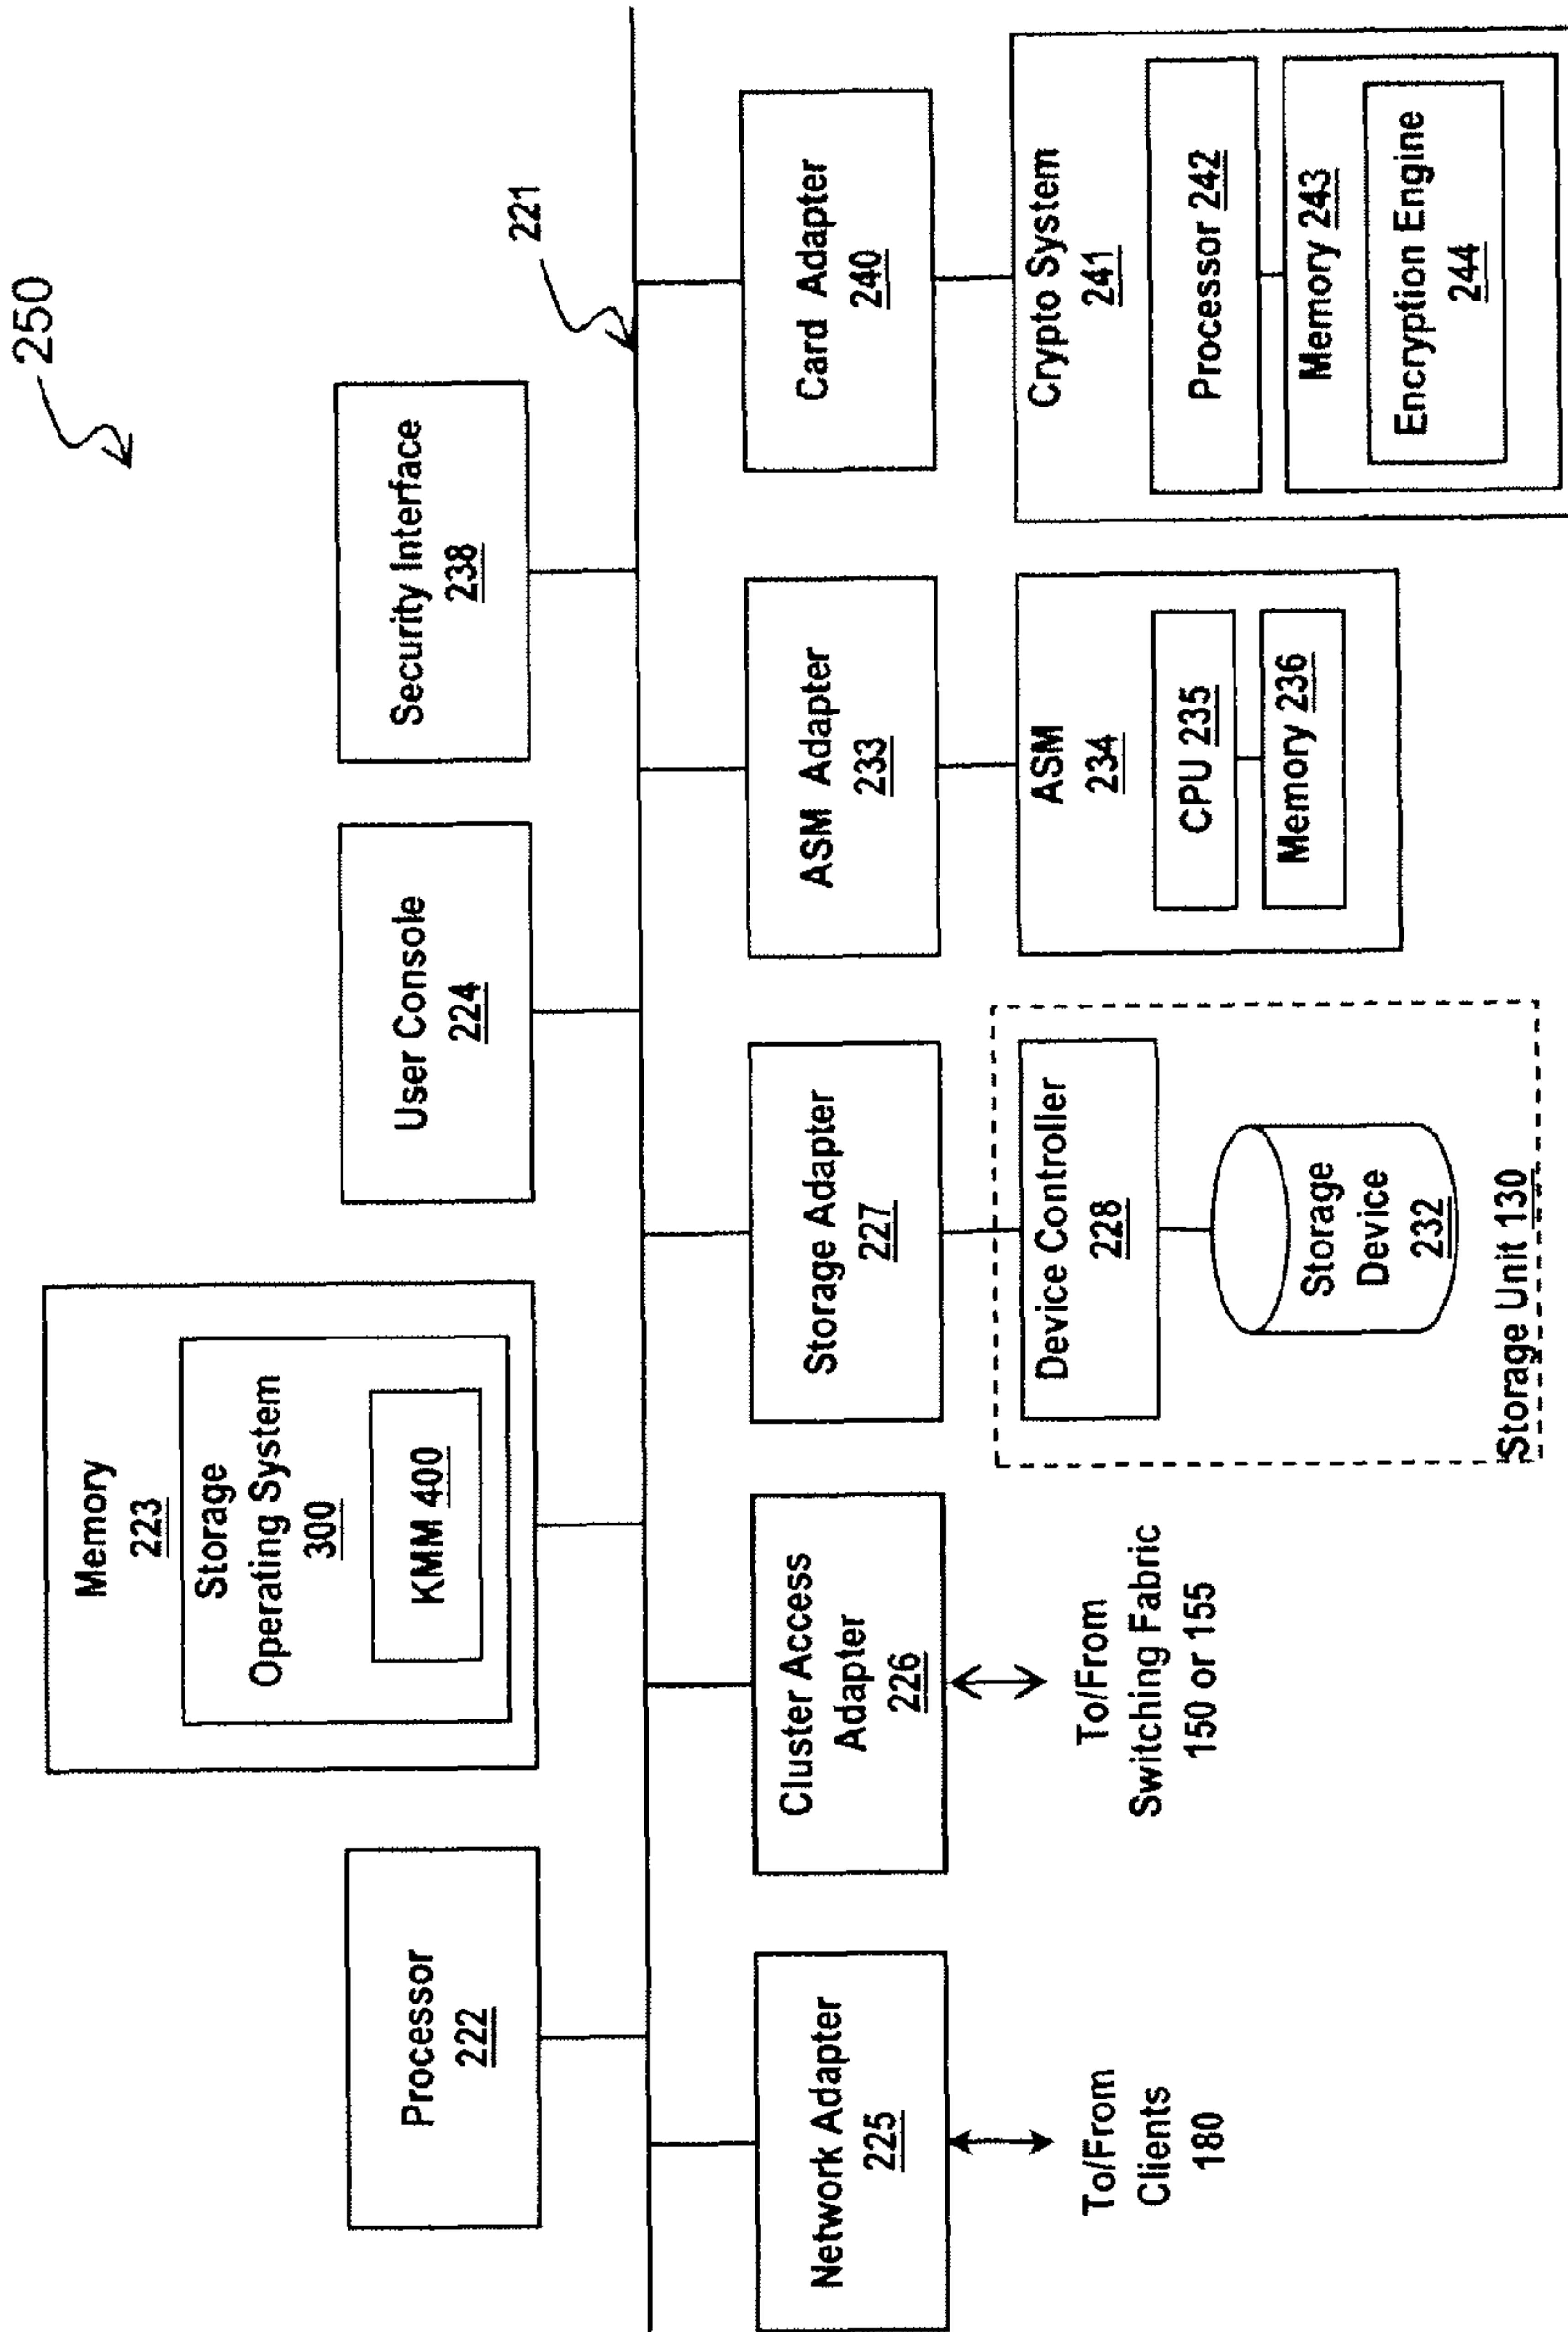 250
221
Memory
223
Storage
Operating System
300
KMM 400
Processor
222
User Console
224
Security Interface
238
Network Adapter
225
To/From
Clients
180
Cluster Access
Adapter
226
To/From
Switching Fabric
150 or 155
Storage Adapter
227
Device Controller
228
Storage
Device
232
Storage Unit 130
ASM Adapter
233
ASM
234
CPU 235
Memory 236
Card Adapter
240
Crypto System
241
Processor 242
Memory 243
Encryption Engine
244